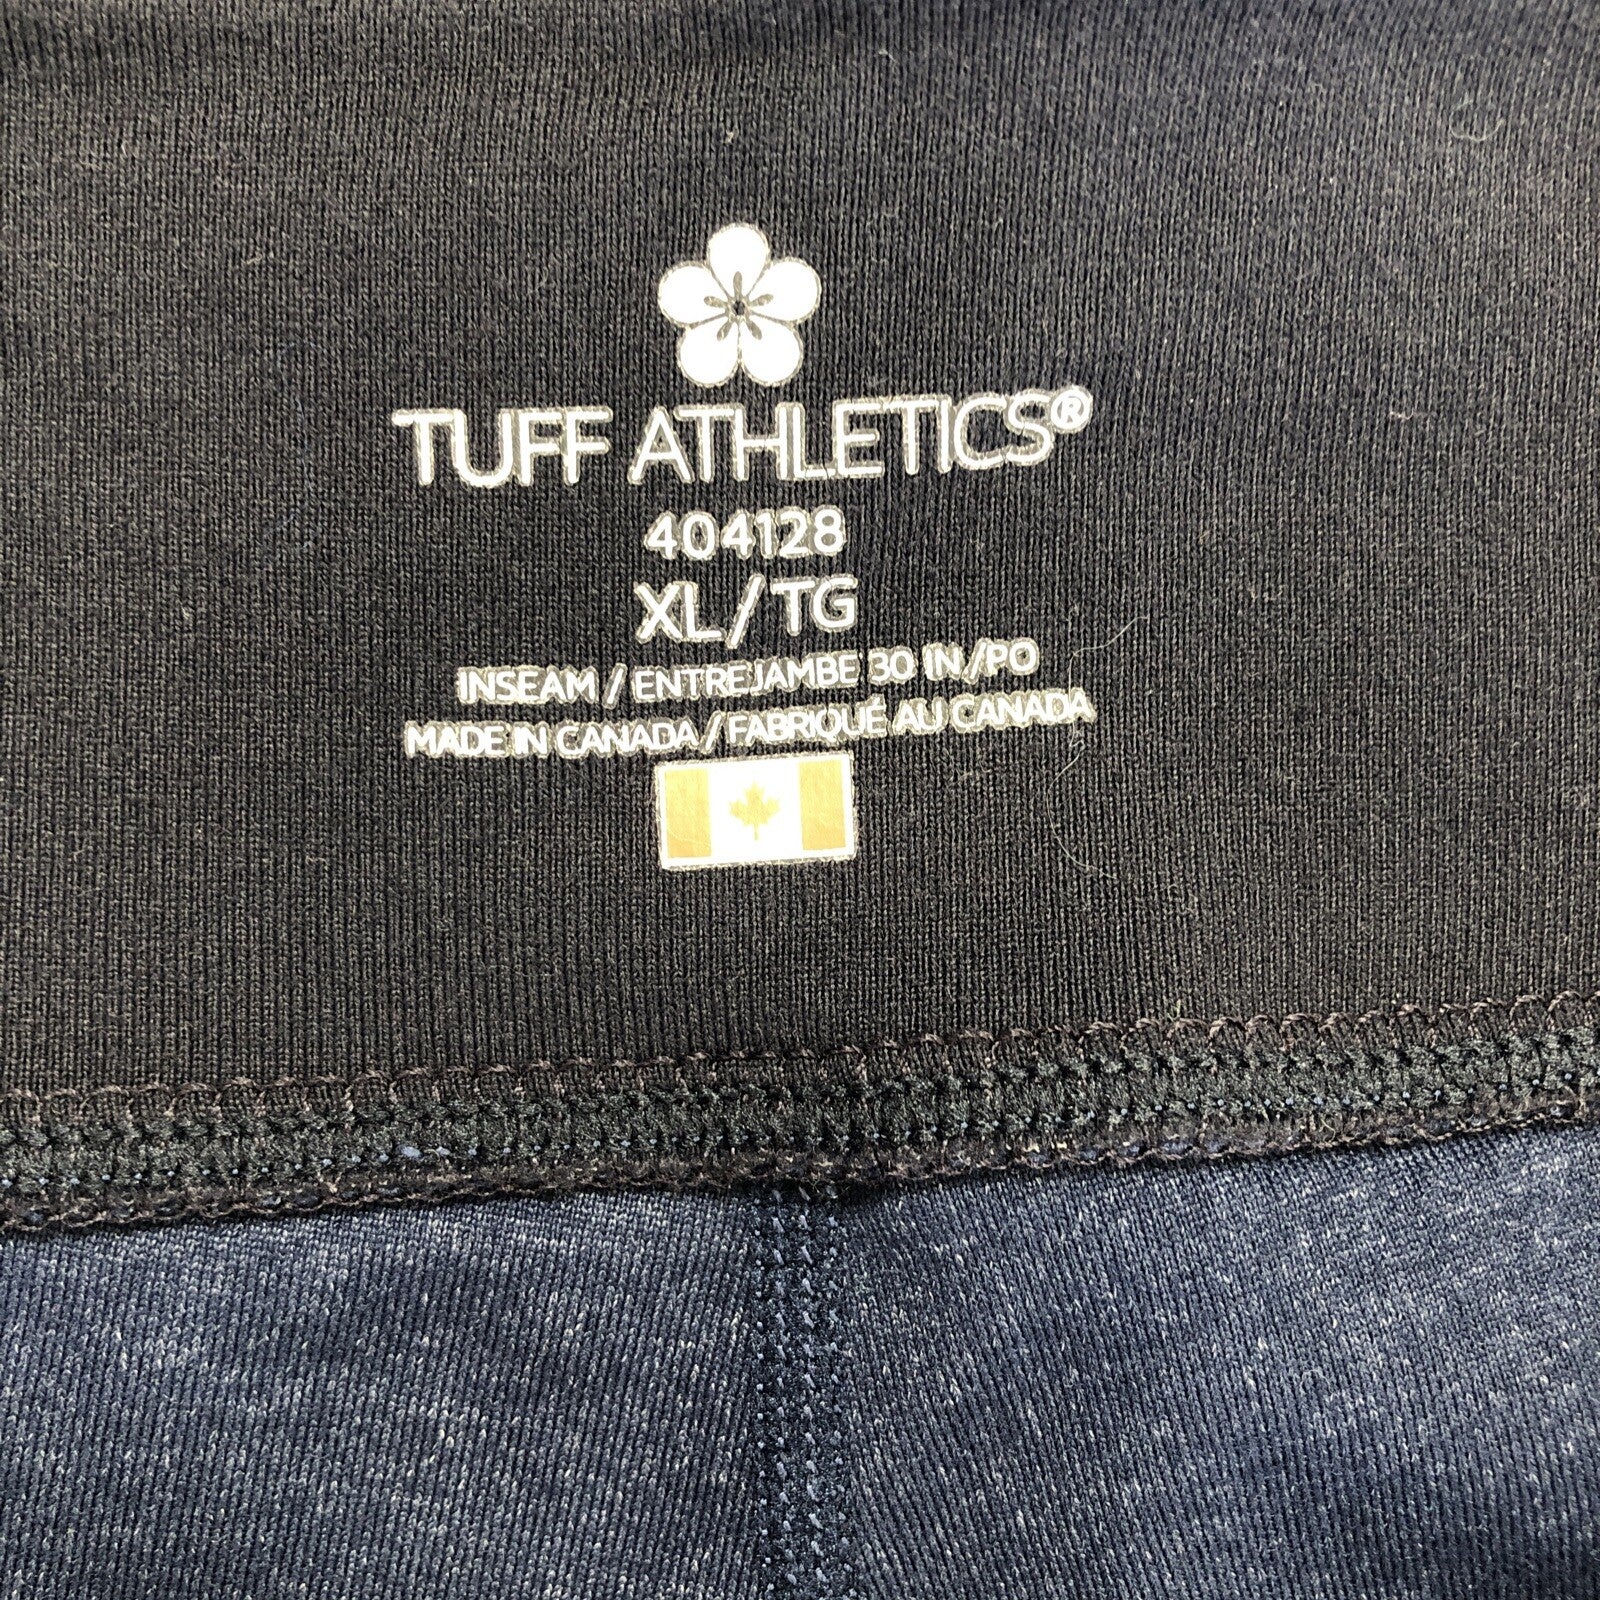 TUFF ATHLETICS®
404128
XL/TG
INSEAM / ENTREJAMBE 30 IN/PO
MADE IN CANADA / FABRIQUÉ AU CANADA